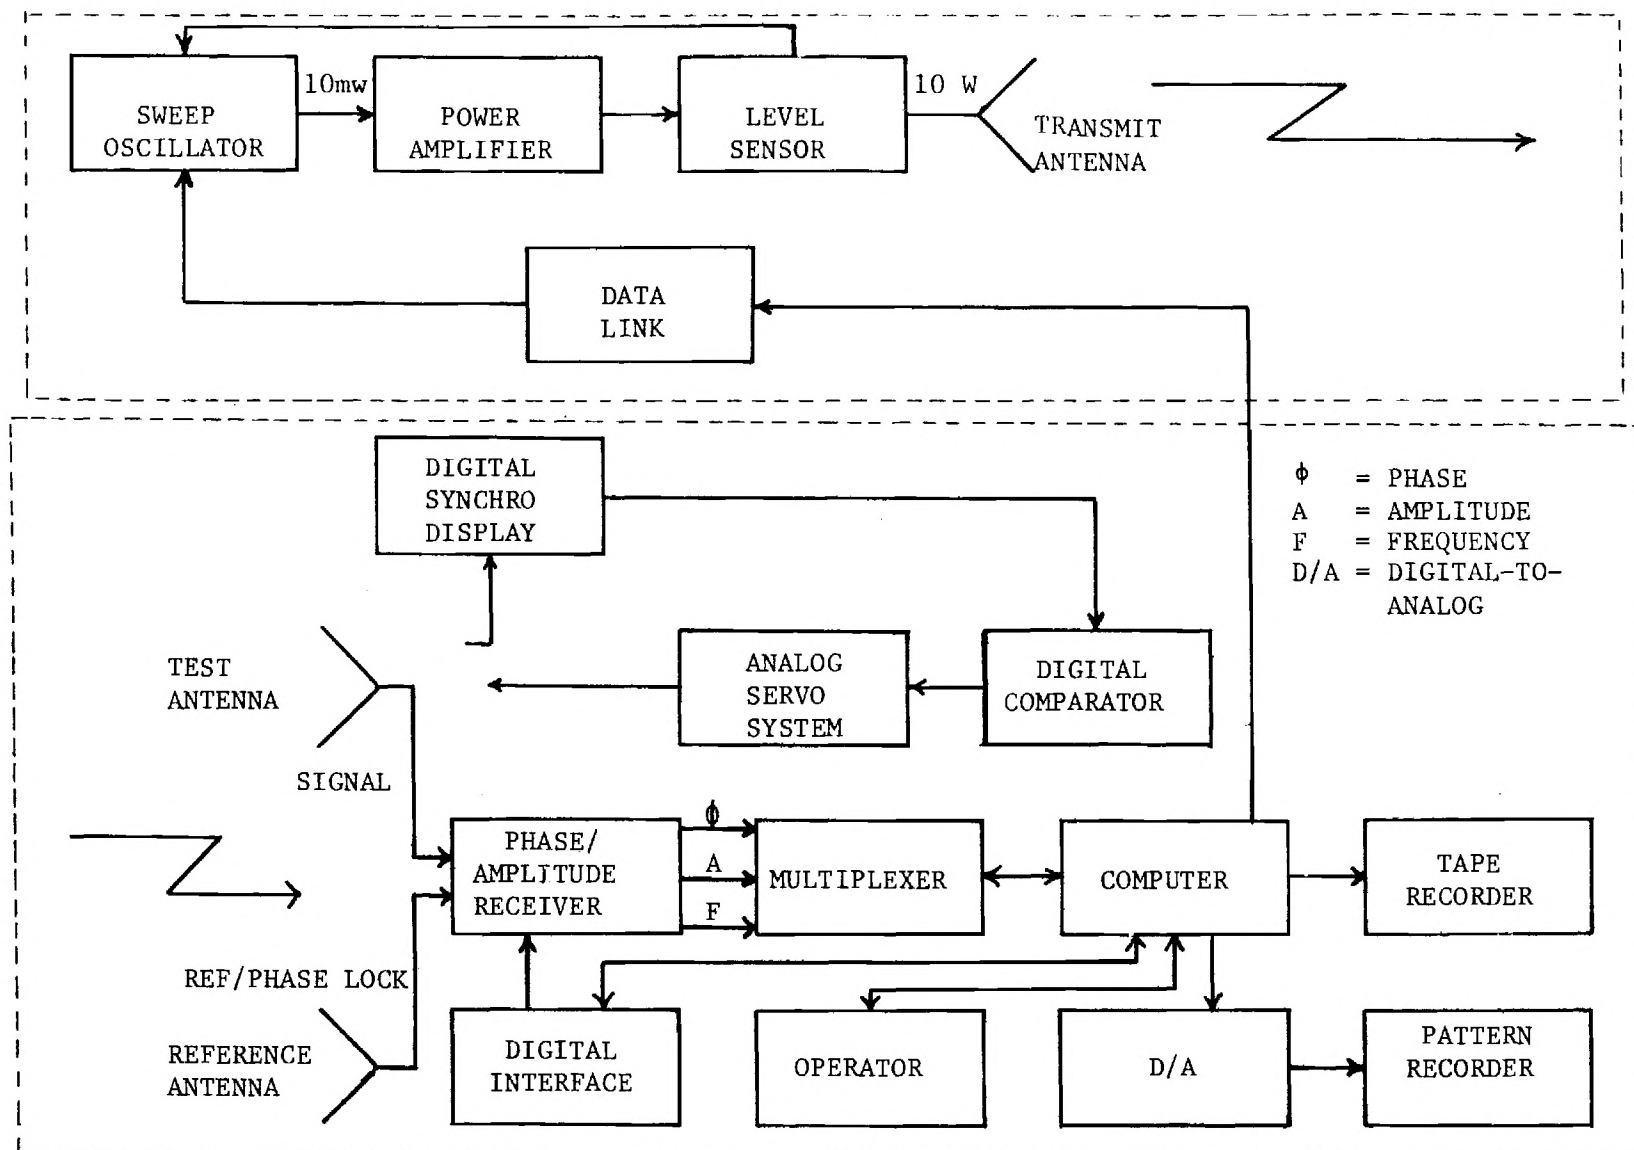 10mw
10 W
SWEEP
OSCILLATOR
POWER
AMPLIFIER
LEVEL
SENSOR
TRANSMIT
ANTENNA
DATA
LINK
DIGITAL
SYNCHRO
DISPLAY
ϕ = PHASE
A = AMPLITUDE
F = FREQUENCY
D/A = DIGITAL-TO-
ANALOG
TEST
ANTENNA
ANALOG
SERVO
SYSTEM
DIGITAL
COMPARATOR
SIGNAL
PHASE/
AMPLITUDE
RECEIVER
ϕ
A
F
MULTIPLEXER
COMPUTER
TAPE
RECORDER
REF/PHASE LOCK
REFERENCE
ANTENNA
DIGITAL
INTERFACE
OPERATOR
D/A
PATTERN
RECORDER